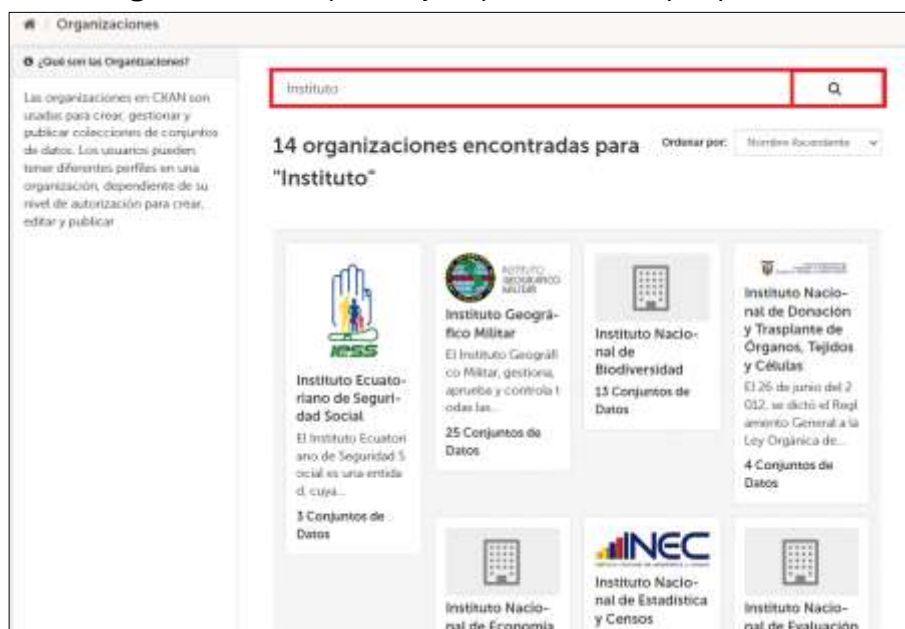 Organizaciones
¿Qué son las Organizaciones?
Las organizaciones en CKAN son
usadas para crear, gestionar y
publicar colecciones de conjuntos
de datos. Los usuarios pueden
tener diferentes perfiles en una
organización, dependiente de su
nivel de autorización para crear,
editar y publicar
Instituto
14 organizaciones encontradas para
"Instituto"
Ordenar por:
Nombre Ascendente
IESS
Instituto Ecuato-
riano de Seguri-
dad Social
El Instituto Ecuatori
ano de Seguridad S
ocial es una entida
d, cuya...
3 Conjuntos de
Datos
INSTITUTO
GEOGRÁFICO
MILITAR
Instituto Geográ-
fico Militar
El Instituto Geográfi
co Militar, gestiona,
aprueba y controla t
odas las...
25 Conjuntos de
Datos
Instituto Nacio-
nal de
Biodiversidad
13 Conjuntos de
Datos
Instituto Nacio-
nal de Donación
y Trasplante de
Órganos, Tejidos
y Células
El 26 de junio del 2
012, se dictó el Regl
amento General a la
Ley Orgánica de...
4 Conjuntos de
Datos
Instituto Nacio-
nal de Economía
INEC
Instituto Nacio-
nal de Estadística
y Censos
Instituto Nacio-
nal de Evaluación